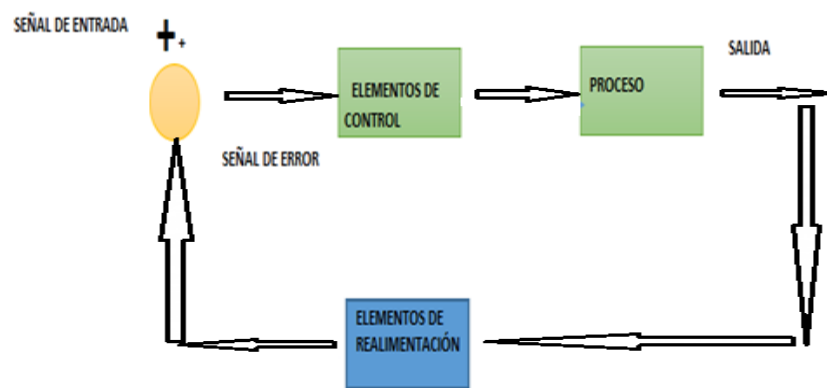 SEÑAL DE ENTRADA
+
+
ELEMENTOS DE
CONTROL
PROCESO
SALIDA
SEÑAL DE ERROR
ELEMENTOS DE
REALIMENTACIÓN